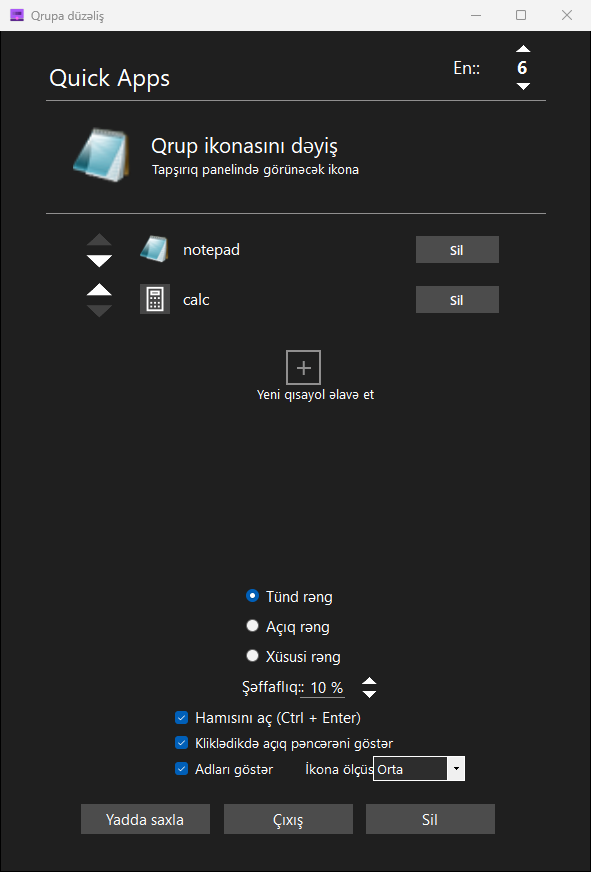 Qrupa düzəliş
Quick Apps
En::
6
Qrup ikonasını dəyiş
Tapşırıq panelində görünəcək ikona
notepad
Sil
calc
Sil
Yeni qısayol əlavə et
Tünd rəng
Açıq rəng
Xüsusi rəng
Şəffaflıq:: 10 %
Hamısını aç (Ctrl + Enter)
Kliklədikdə açıq pəncərəni göstər
Adları göstər İkona ölçüs Orta
Yadda saxla Çıxış Sil